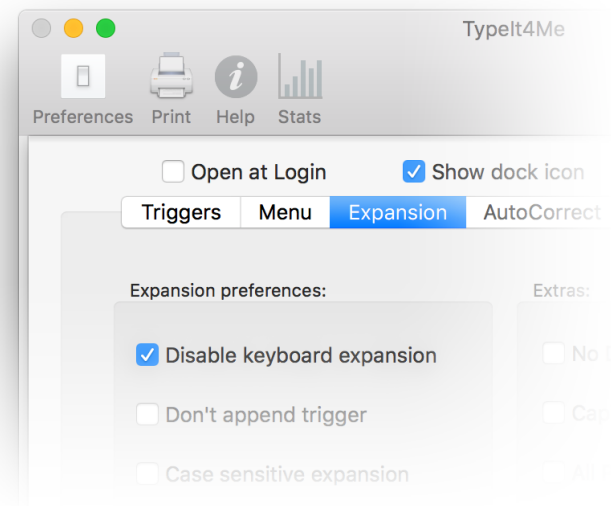 TypeIt4Me
Preferences Print Help Stats
Open at Login Show dock icon
Triggers Menu Expansion AutoCorrect
Expansion preferences: Extras:
Disable keyboard expansion No
Don't append trigger
Case sensitive expansion